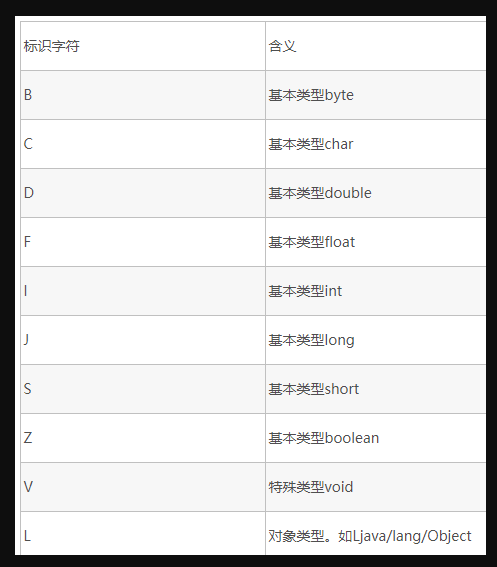 标识字符 含义
B 基本类型byte
C 基本类型char
D 基本类型double
F 基本类型float
I 基本类型int
J 基本类型long
S 基本类型short
Z 基本类型boolean
V 特殊类型void
L 对象类型。如Ljava/lang/Object